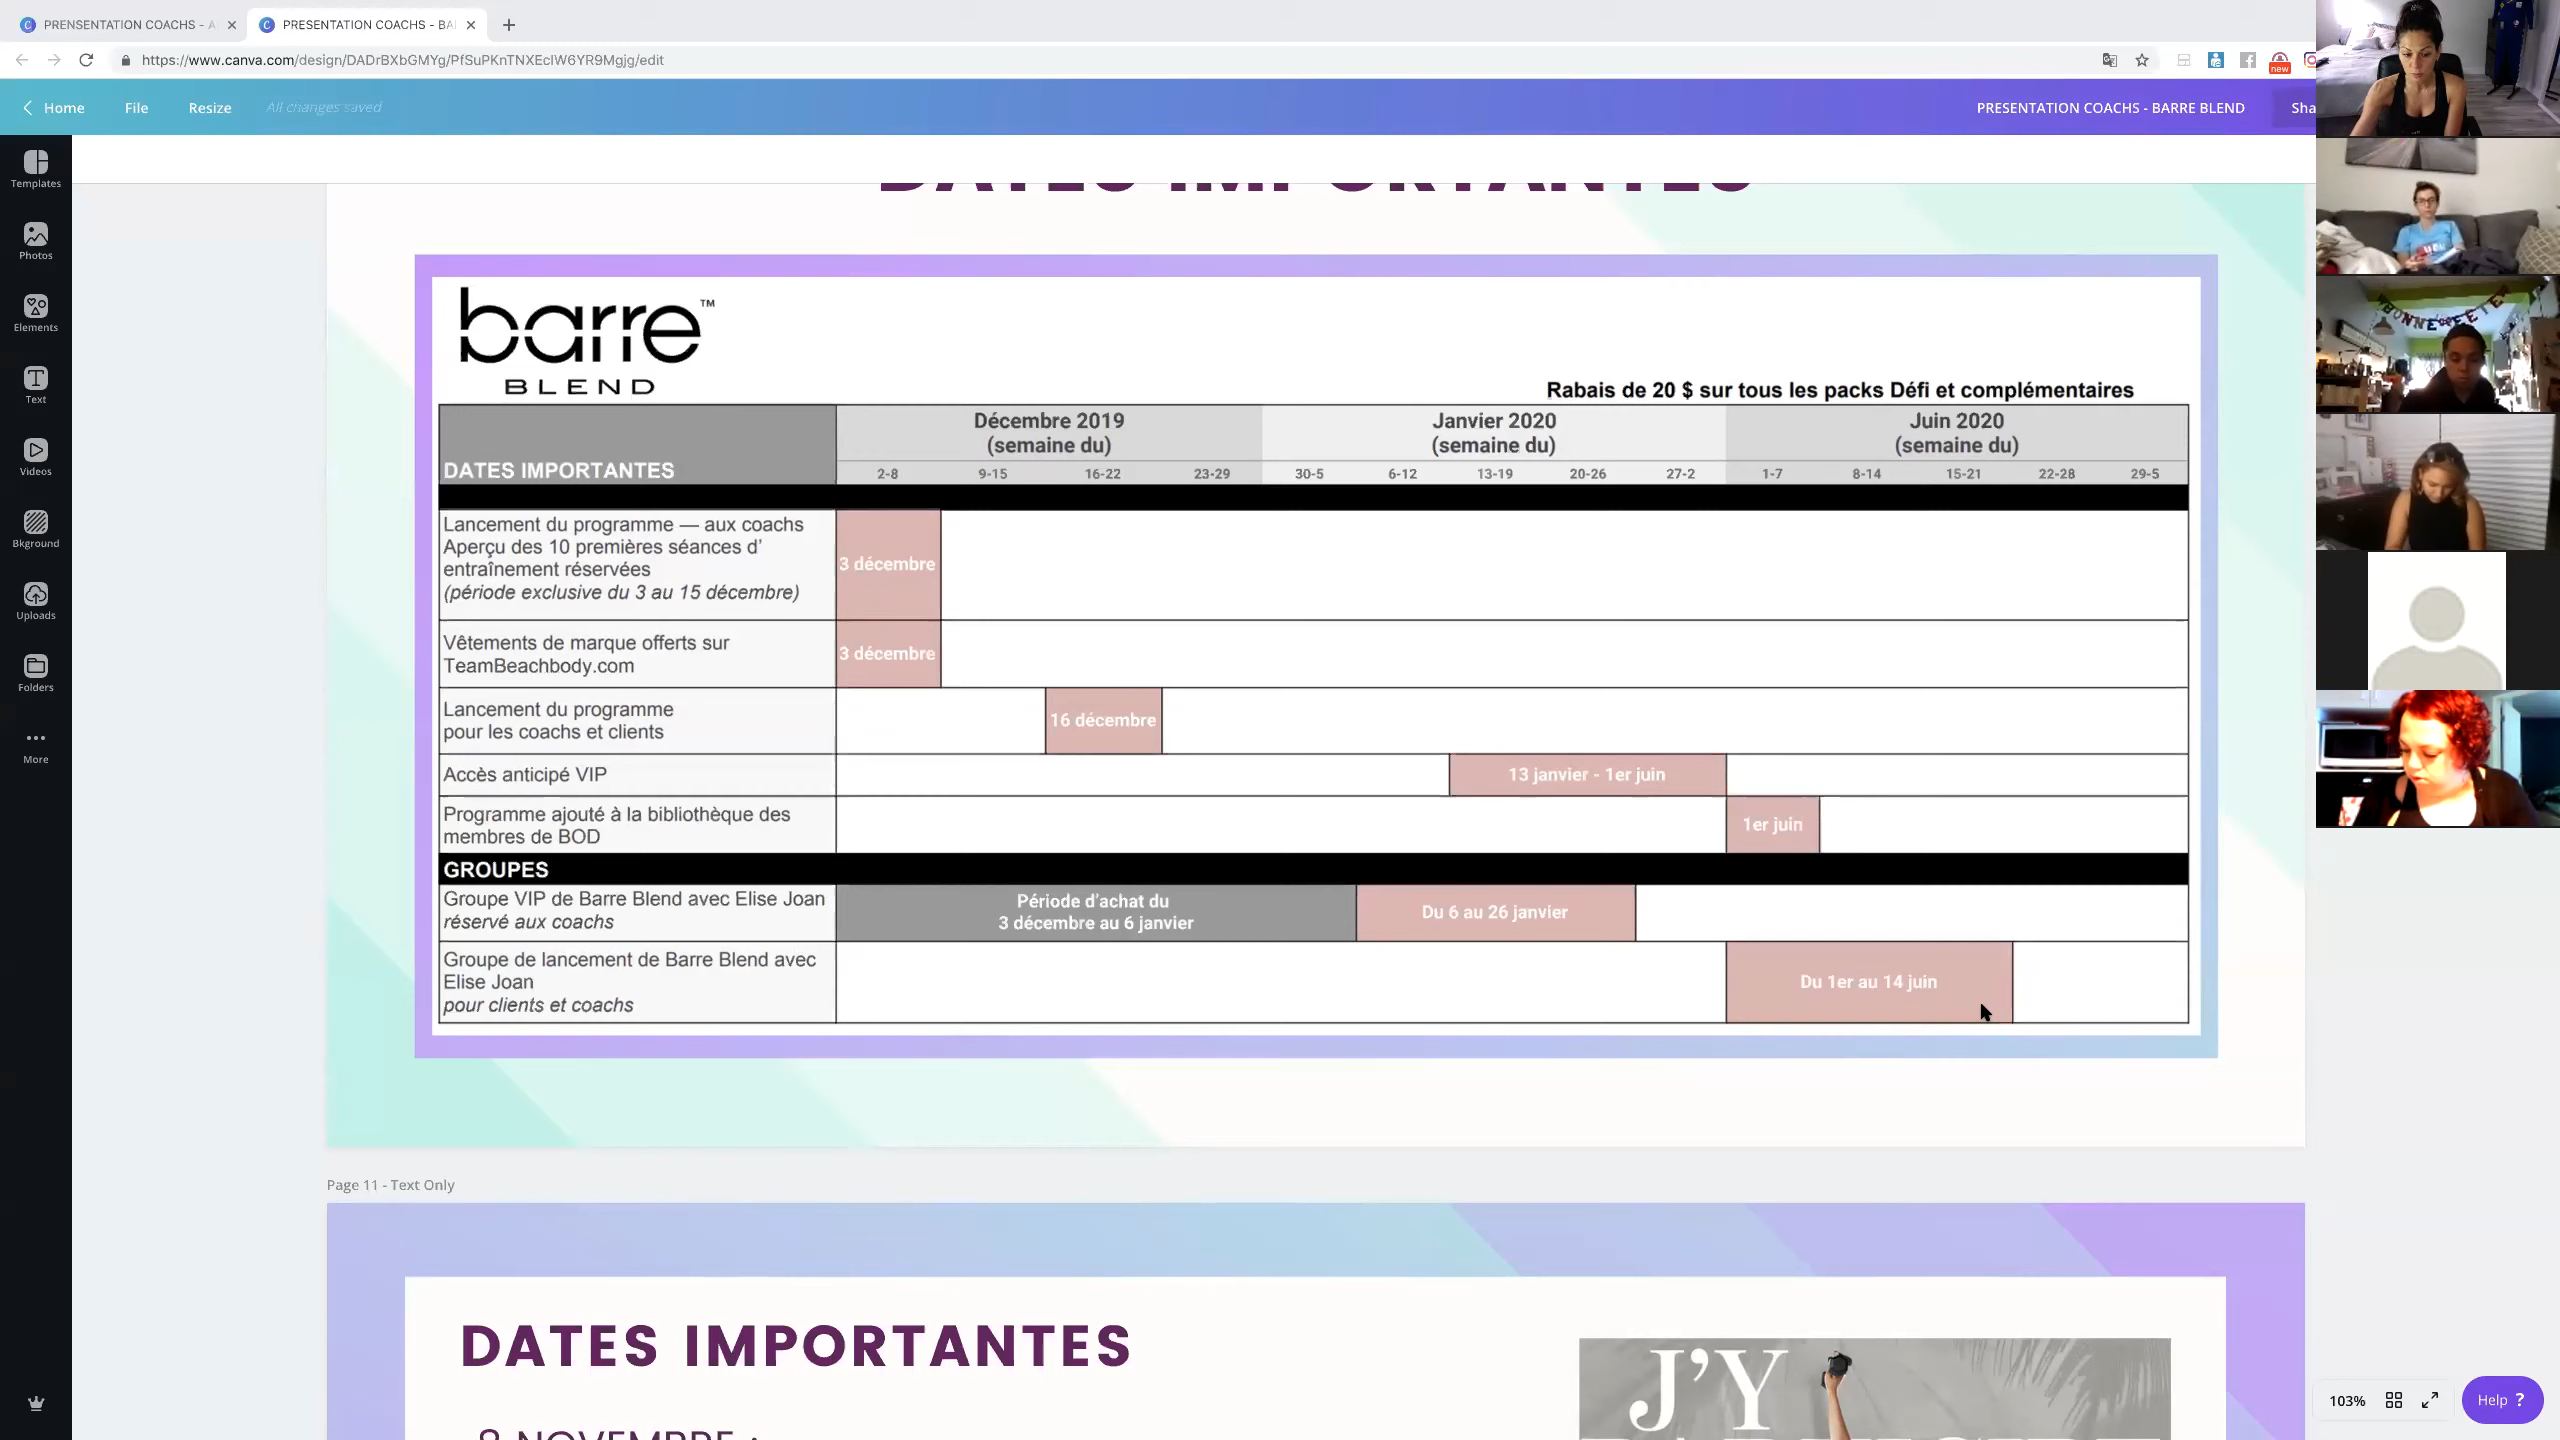 PRENSENTATION COACHS - A
PRESENTATION COACHS - BA
https://www.canva.com/design/DADrBXbGMYg/PfSuPKnTNXEcIW6YR9Mgjg/edit
new
Home
File
Resize
All changes saved
PRESENTATION COACHS - BARRE BLEND
Sha
Templates
Photos
Elements
Text
Videos
Bkground
Uploads
Folders
More
DATES IMPORTANTES
barre™
BLEND
Rabais de 20 $ sur tous les packs Défi et complémentaires
DATES IMPORTANTES
Décembre 2019
(semaine du)
Janvier 2020
(semaine du)
Juin 2020
(semaine du)
2-8 9-15 16-22 23-29 30-5 6-12 13-19 20-26 27-2 1-7 8-14 15-21 22-28 29-5
Lancement du programme — aux coachs
Aperçu des 10 premières séances d'
entraînement réservées
(période exclusive du 3 au 15 décembre)
3 décembre
Vêtements de marque offerts sur
TeamBeachbody.com
3 décembre
Lancement du programme
pour les coachs et clients
16 décembre
Accès anticipé VIP
13 janvier - 1er juin
Programme ajouté à la bibliothèque des
membres de BOD
1er juin
GROUPES
Groupe VIP de Barre Blend avec Elise Joan
réservé aux coachs
Période d'achat du
3 décembre au 6 janvier
Du 6 au 26 janvier
Groupe de lancement de Barre Blend avec
Elise Joan
pour clients et coachs
Du 1er au 14 juin
Page 11 - Text Only
DATES IMPORTANTES
J'Y
NOVEMBRE :
103%
Help ?